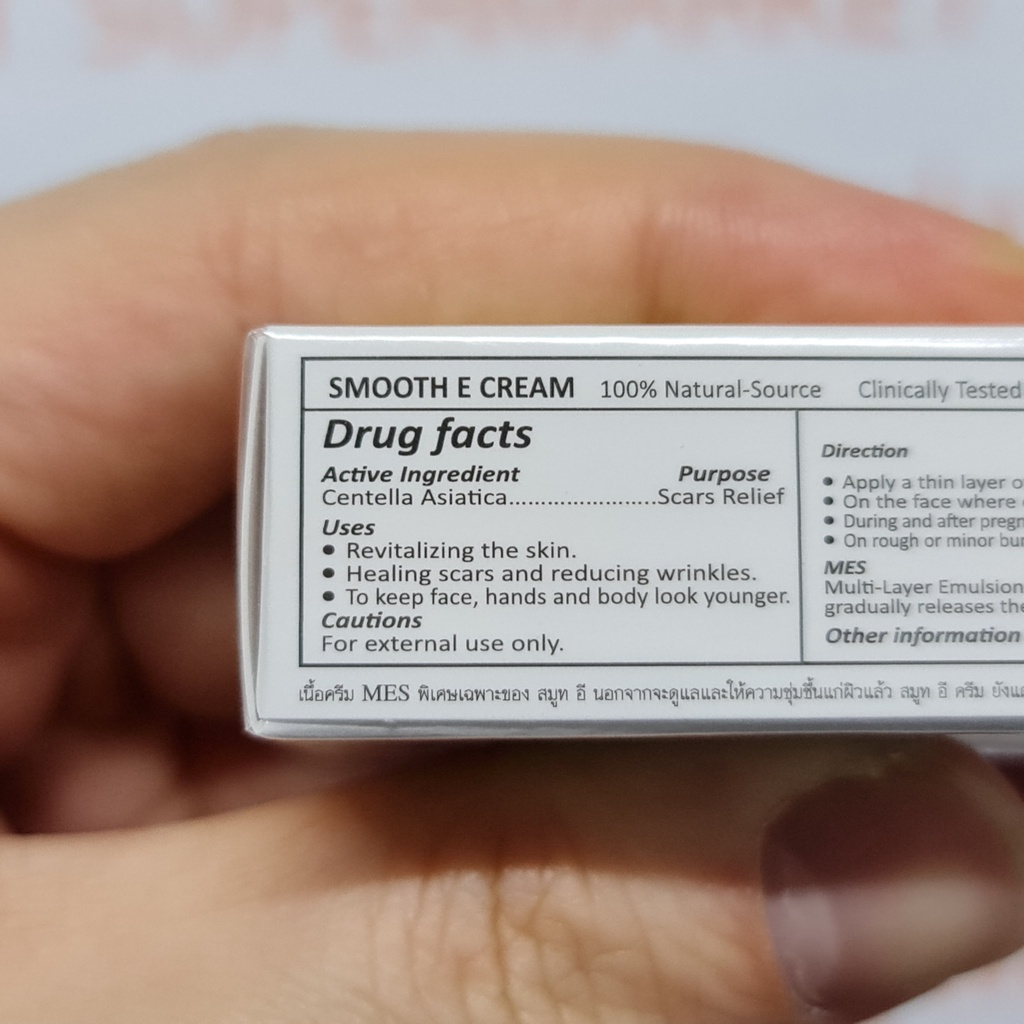 SMOOTH E CREAM 100% Natural-Source Clinically Tested
Drug facts
Active Ingredient Purpose
Centella Asiatica.......................Scars Relief
Uses
• Revitalizing the skin.
• Healing scars and reducing wrinkles.
• To keep face, hands and body look younger.
Cautions
For external use only.
Direction
• Apply a thin layer
• On the face where
• During and after
• On rough or minor
MES
Multi-Layer Emulsion
gradually releases
Other information
เนื้อครีม MES พิเศษเฉพาะของ สมูท อี นอกจากจะดูแลและให้ความชุ่มชื้นแก่ผิวแล้ว สมูท อี ครีม